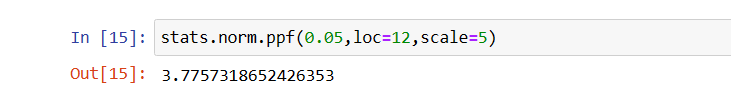 In [15]: stats.norm.ppf(0.05,loc=12,scale=5)
Out[15]: 3.7757318652426353